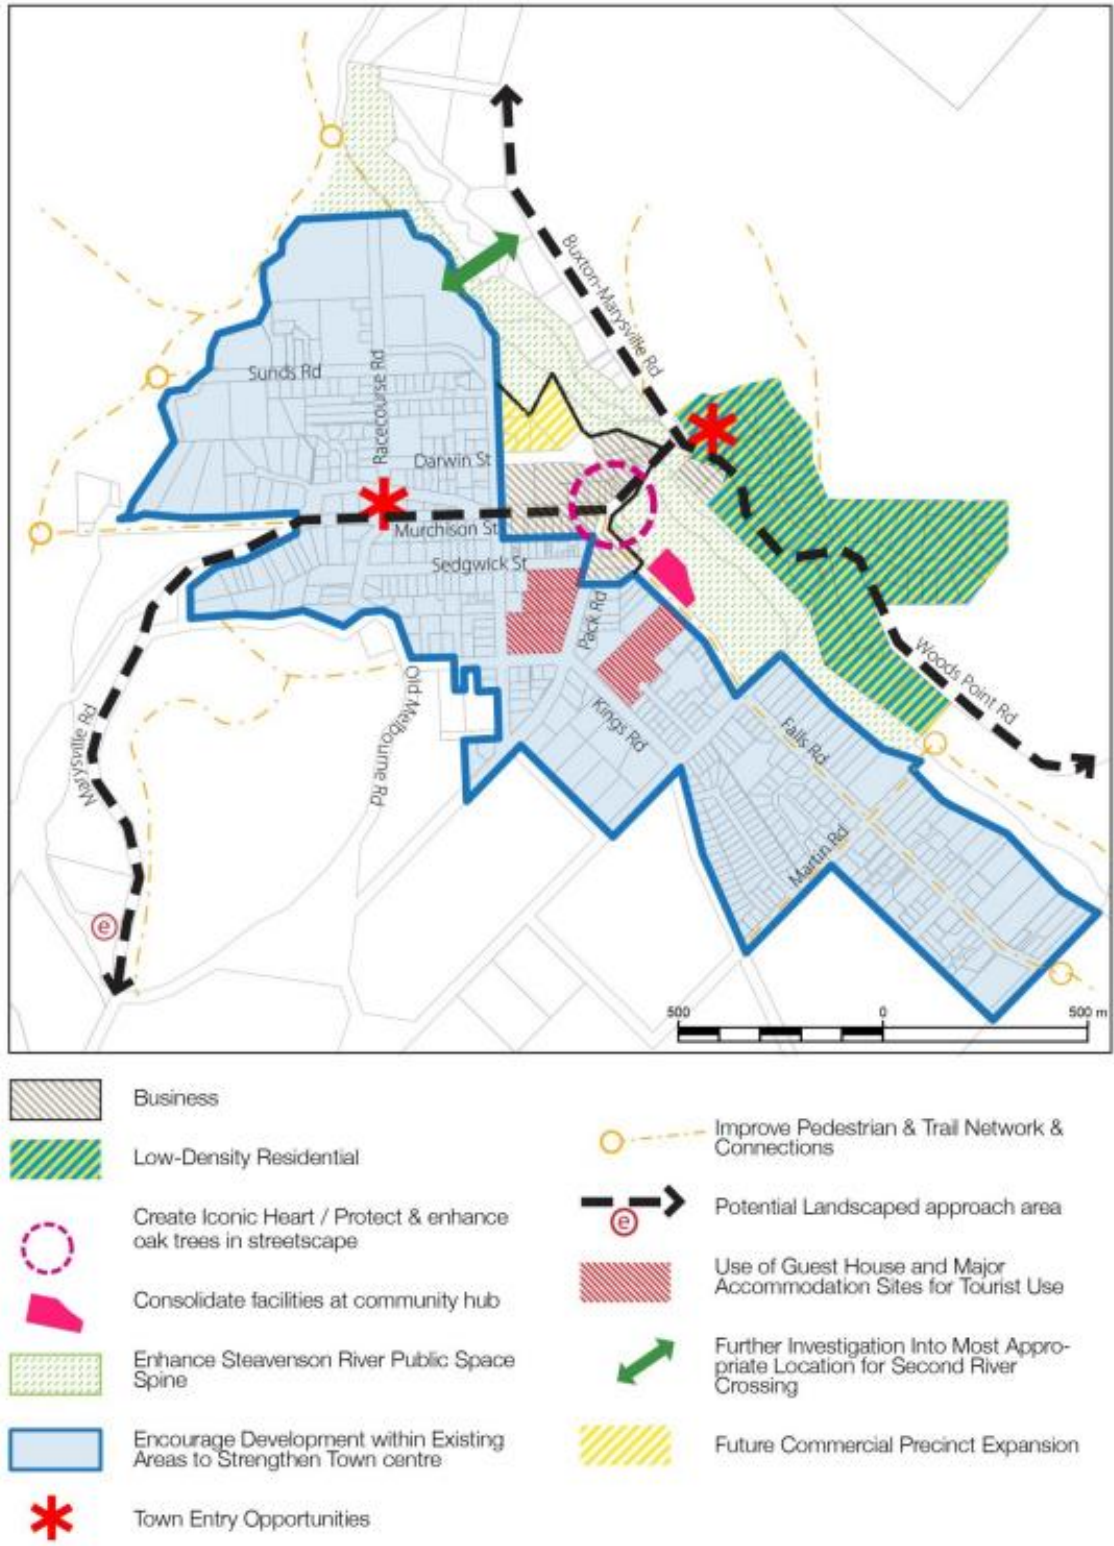 Buxton-Marysville Rd
Sunds Rd
Racecourse Rd
Darwin St
Murchison St
Sedgwick St
Pack Rd
Kings Rd
Woods Point Rd
Falls Rd
Martin Rd
Old Melbourne Rd
Marysville Rd
e
500 0 500 m
Business
Low-Density Residential
Create Iconic Heart / Protect & enhance
oak trees in streetscape
Consolidate facilities at community hub
Enhance Steavenson River Public Space
Spine
Encourage Development within Existing
Areas to Strengthen Town centre
Town Entry Opportunities
Improve Pedestrian & Trail Network &
Connections
Potential Landscaped approach area
e
Use of Guest House and Major
Accommodation Sites for Tourist Use
Further Investigation Into Most Appro-
priate Location for Second River
Crossing
Future Commercial Precinct Expansion